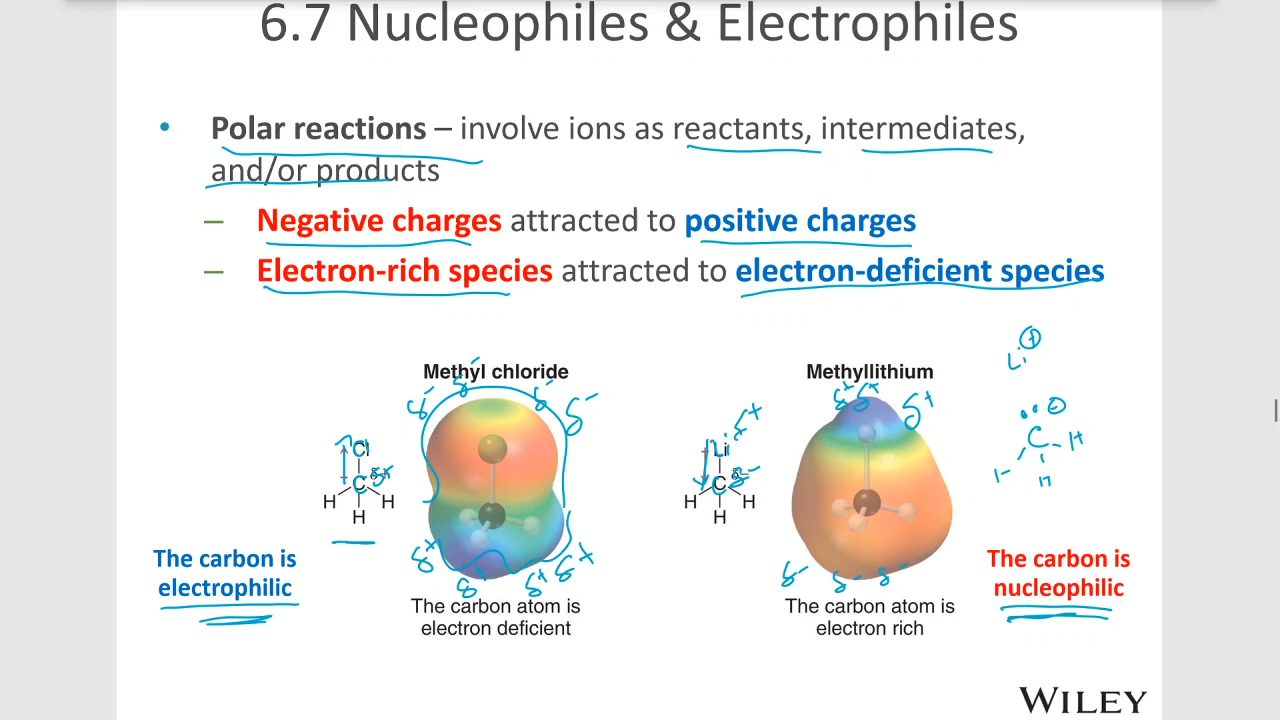 6.7 Nucleophiles & Electrophiles
• Polar reactions – involve ions as reactants, intermediates,
and/or products
– Negative charges attracted to positive charges
– Electron-rich species attracted to electron-deficient species
Methyl chloride
δ⁻ δ⁻ δ⁻ δ⁻
Cl
C δ+
H H
H
δ+ δ+ δ+ δ+
The carbon atom is
electron deficient
The carbon is
electrophilic
Methyllithium
δ+ δ+ δ+
Li δ+
C δ−
H H
H
δ− δ− δ−
The carbon atom is
electron rich
Li +
C −
H
H
The carbon is
nucleophilic
WILEY